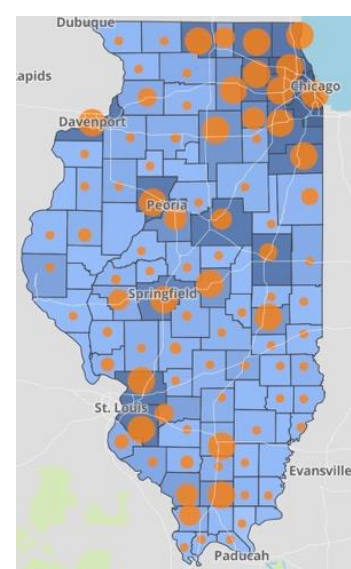 Dubuque
apids
Chicago
Davenport
Peoria
Springfield
St. Louis
Evansville
Paducah